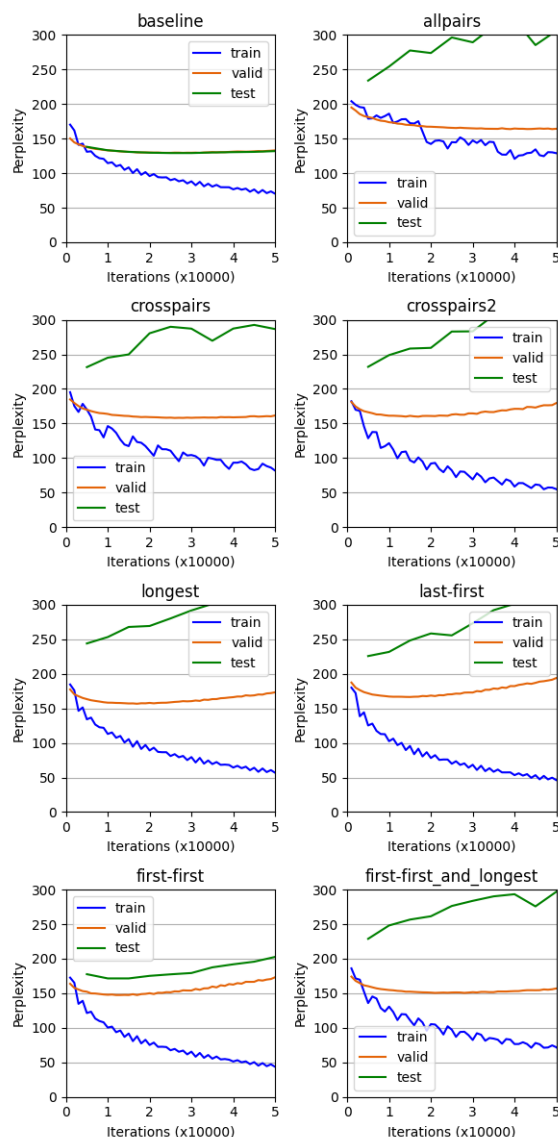 baseline
300
250
200
150
100
50
0
Perplexity
train
valid
test
0 1 2 3 4 5
Iterations (x10000)
allpairs
300
250
200
150
100
50
0
Perplexity
train
valid
test
0 1 2 3 4 5
Iterations (x10000)
crosspairs
300
250
200
150
100
50
0
Perplexity
train
valid
test
0 1 2 3 4 5
Iterations (x10000)
crosspairs2
300
250
200
150
100
50
0
Perplexity
train
valid
test
0 1 2 3 4 5
Iterations (x10000)
longest
300
250
200
150
100
50
0
Perplexity
train
valid
test
0 1 2 3 4 5
Iterations (x10000)
last-first
300
250
200
150
100
50
0
Perplexity
train
valid
test
0 1 2 3 4 5
Iterations (x10000)
first-first
300
250
200
150
100
50
0
Perplexity
train
valid
test
0 1 2 3 4 5
Iterations (x10000)
first-first_and_longest
300
250
200
150
100
50
0
Perplexity
train
valid
test
0 1 2 3 4 5
Iterations (x10000)